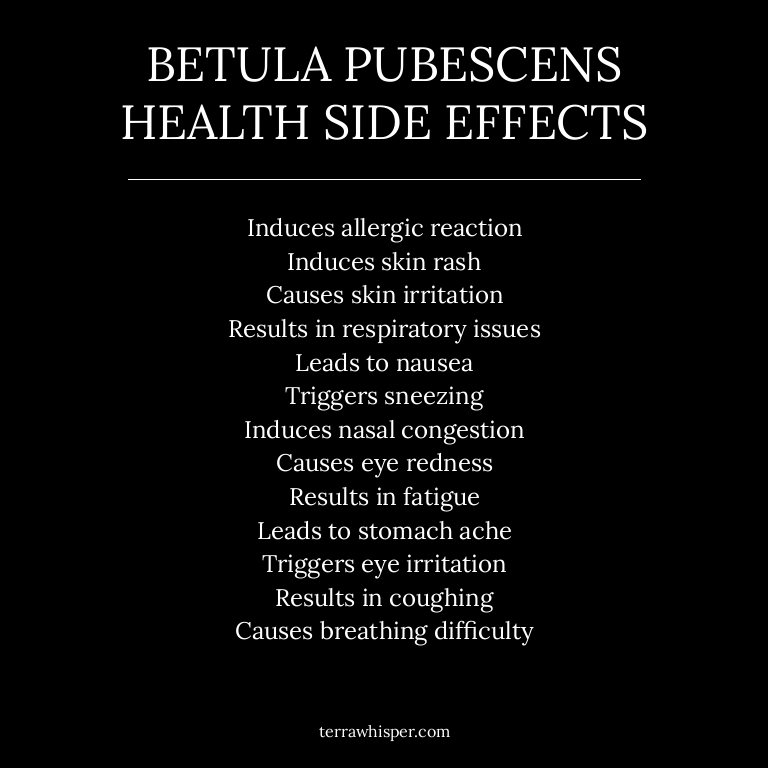 BETULA PUBESCENS
HEALTH SIDE EFFECTS
Induces allergic reaction
Induces skin rash
Causes skin irritation
Results in respiratory issues
Leads to nausea
Triggers sneezing
Induces nasal congestion
Causes eye redness
Results in fatigue
Leads to stomach ache
Triggers eye irritation
Results in coughing
Causes breathing difficulty
terrawhisper.com